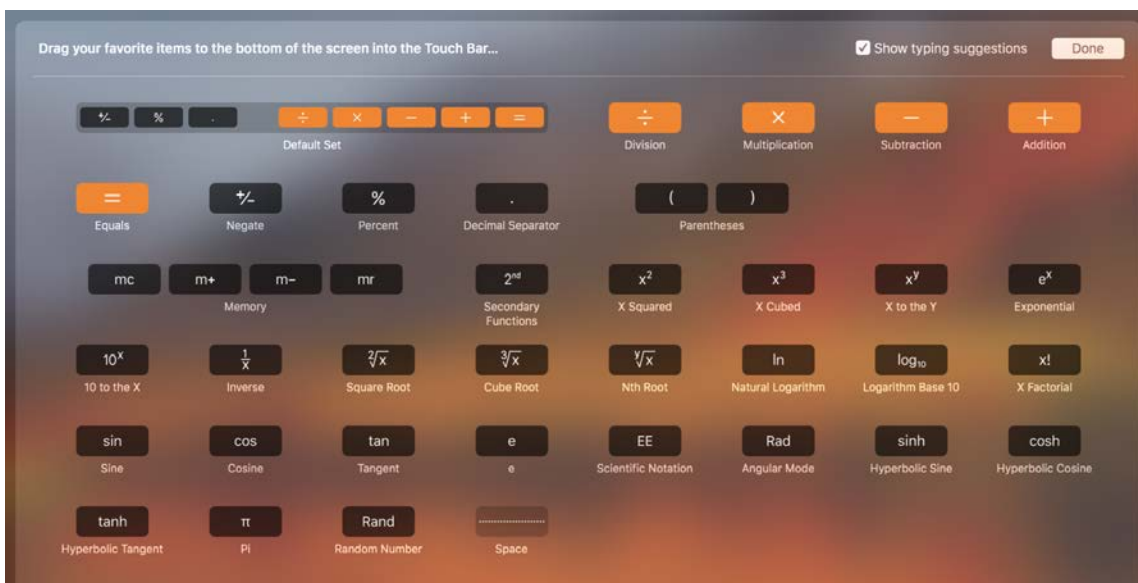 Drag your favorite items to the bottom of the screen into the Touch Bar...
Show typing suggestions
Done
+/- % . ÷ × − + =
Default Set
÷
Division
×
Multiplication
−
Subtraction
+
Addition
=
Equals
+/-
Negate
%
Percent
.
Decimal Separator
( )
Parentheses
mc m+ m− mr
Memory
2ⁿᵈ
Secondary
Functions
x²
X Squared
x³
X Cubed
xʸ
X to the Y
eˣ
Exponential
10ˣ
10 to the X
1/x
Inverse
²√x
Square Root
³√x
Cube Root
ʸ√x
Nth Root
ln
Natural Logarithm
log₁₀
Logarithm Base 10
x!
X Factorial
sin
Sine
cos
Cosine
tan
Tangent
e
e
EE
Scientific Notation
Rad
Angular Mode
sinh
Hyperbolic Sine
cosh
Hyperbolic Cosine
tanh
Hyperbolic Tangent
π
Pi
Rand
Random Number
Space